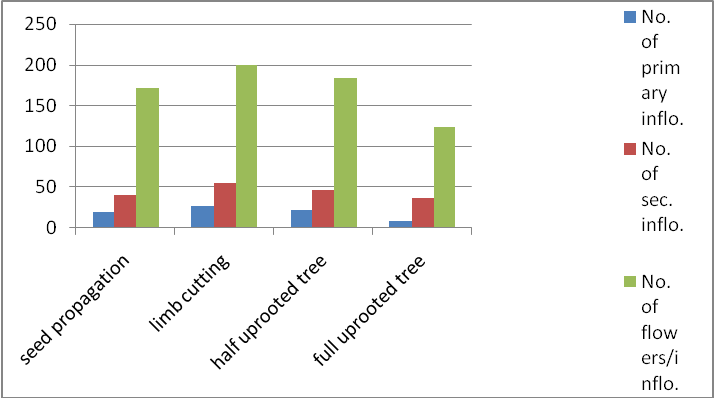 250
200
150
100
50
0
seed propagation
limb cutting
half uprooted tree
full uprooted tree
No.
of
prim
ary
inflo.
No.
of
sec.
inflo.
No.
of
flow
ers/i
nflo.